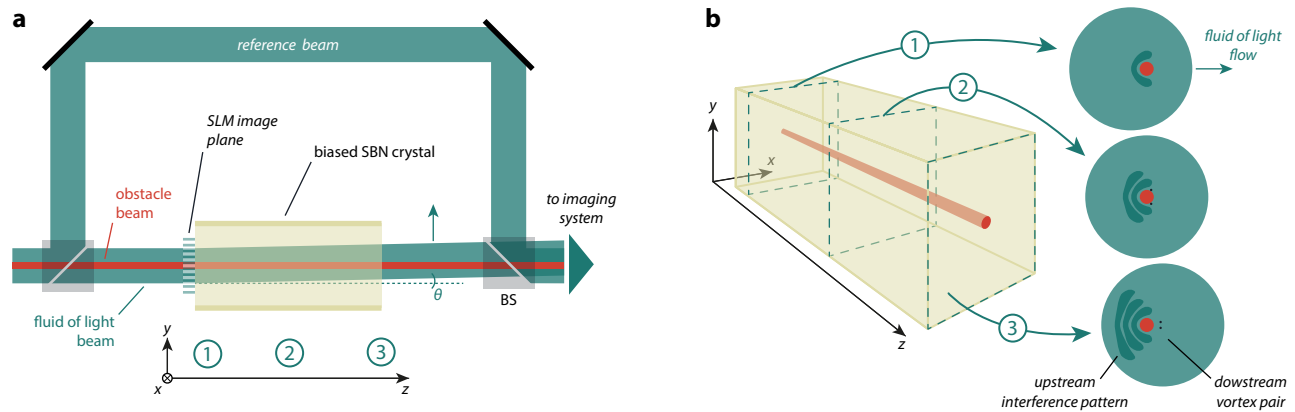 a
reference beam
SLM image
plane
biased SBN crystal
obstacle
beam
to imaging
system
θ
BS
fluid of light
beam
y
x
z
1
2
3
b
1
fluid of light
flow
2
y
x
z
3
upstream
interference pattern
dowstream
vortex pair